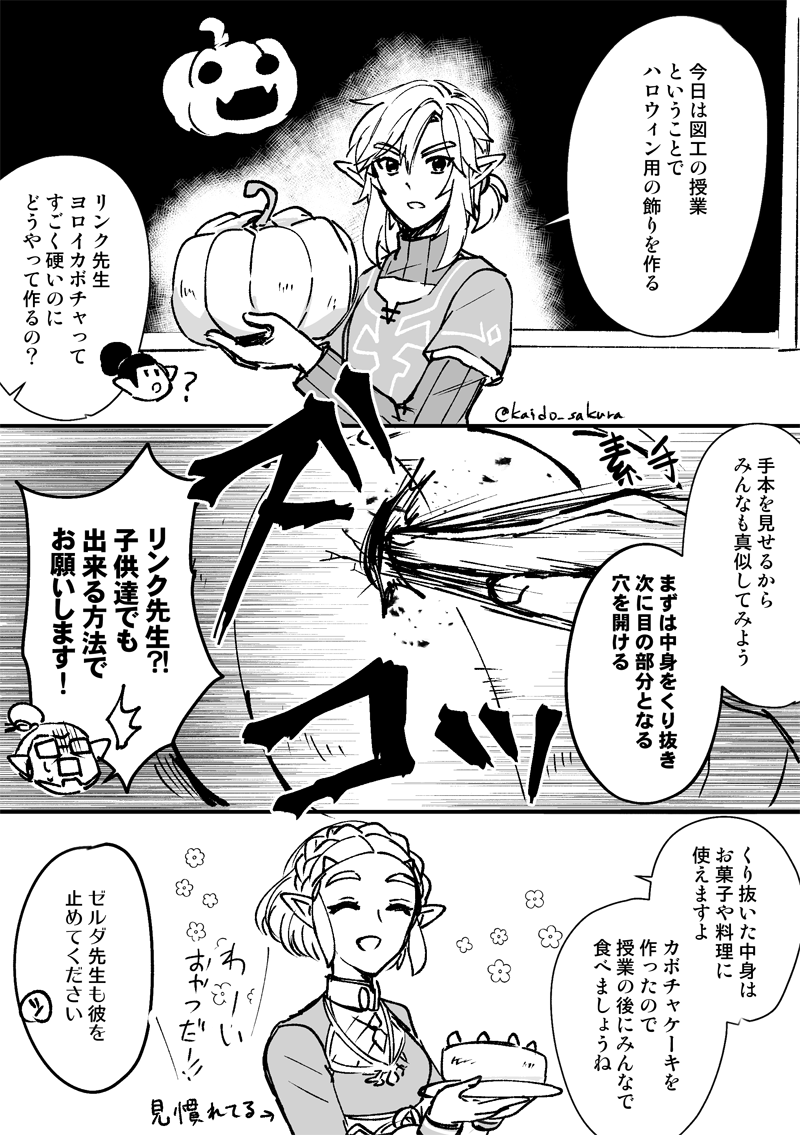 今日は図工の授業
ということで
ハロウィン用の飾りを作る
リンク先生
ヨロイカボチャって
すごく硬いのに
どうやって作るの?
?
@kaido_sakura
手本を見せるから
みんなも真似してみよう
まずは中身をくり抜き
次に目の部分となる
穴を開ける
素手
ズドッ
ゴッ
リンク先生?!
子供達でも
出来る方法で
お願いします!
くり抜いた中身は
お菓子や料理に
使えますよ
カボチャケーキを
作ったので
授業の後にみんなで
食べましょうね
わーい
おやつだー!!
見慣れてる→
ゼルダ先生も彼を
止めてください
ッ